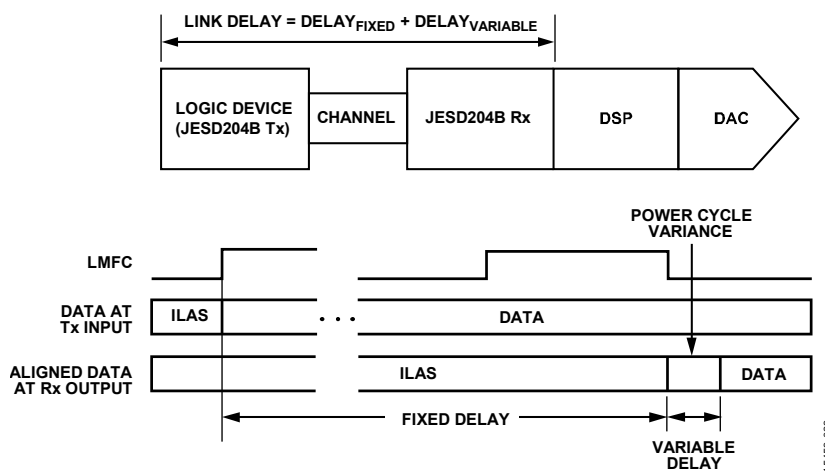 LINK DELAY = DELAYFIXED + DELAYVARIABLE
LOGIC DEVICE
(JESD204B Tx)
CHANNEL
JESD204B Rx
DSP
DAC
POWER CYCLE
VARIANCE
LMFC
DATA AT
Tx INPUT
ILAS
DATA
ALIGNED DATA
AT Rx OUTPUT
ILAS
DATA
FIXED DELAY
VARIABLE
DELAY